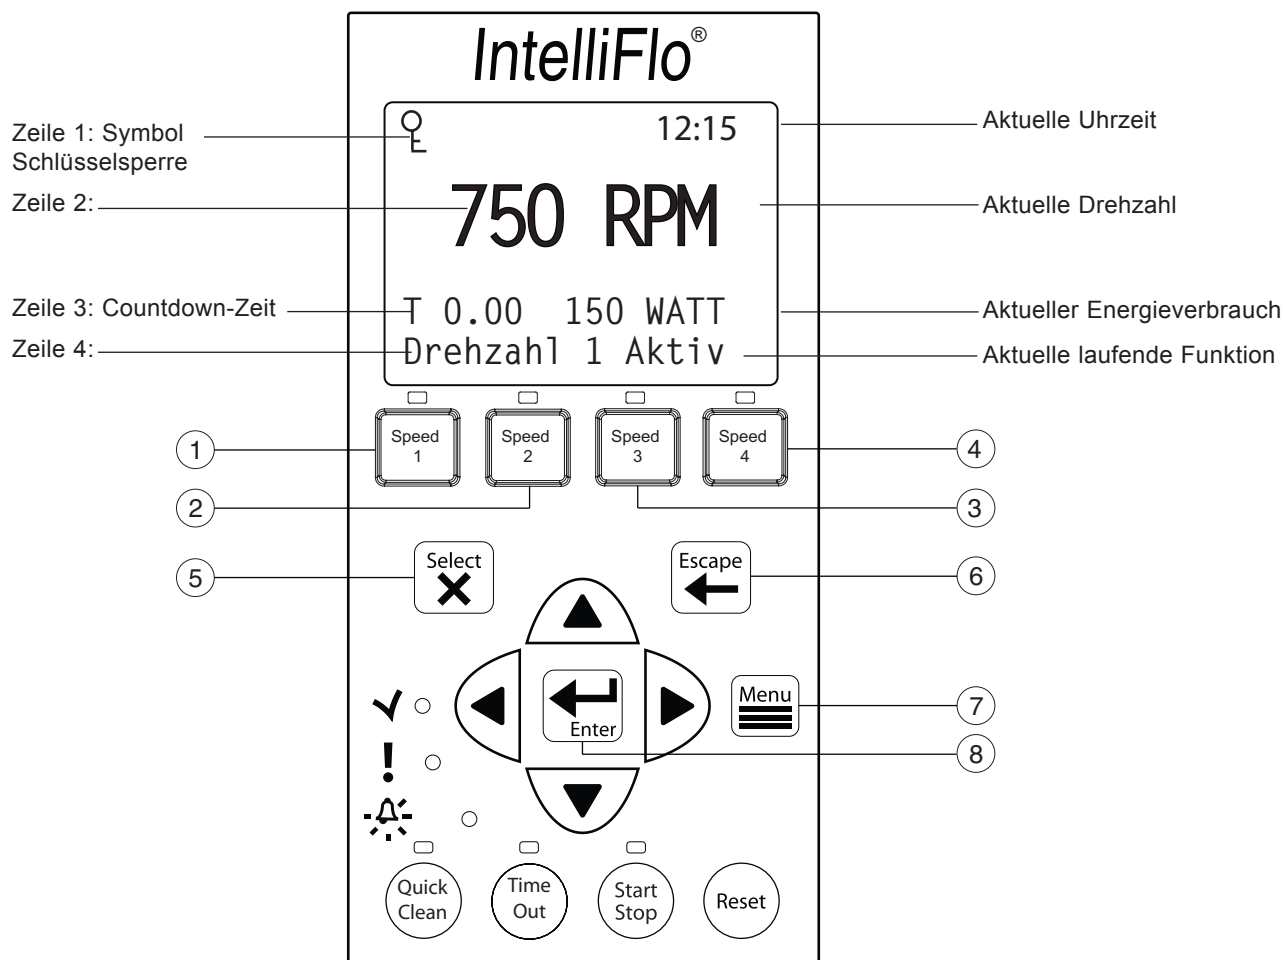 IntelliFlo®
Zeile 1: Symbol
Schlüsselsperre
12:15
Aktuelle Uhrzeit
Zeile 2:
750 RPM
Aktuelle Drehzahl
Zeile 3: Countdown-Zeit
T 0.00 150 WATT
Aktueller Energieverbrauch
Zeile 4:
Drehzahl 1 Aktiv
Aktuelle laufende Funktion
1
Speed
1
Speed
2
Speed
3
Speed
4
4
2
3
5
Select
Escape
6
Enter
Menu
7
8
!
Quick
Clean
Time
Out
Start
Stop
Reset